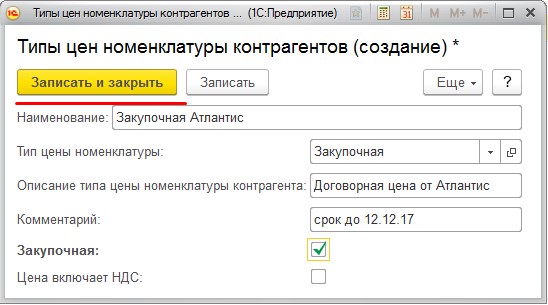 Типы цен номенклатуры контрагентов ... (1С:Предприятие)
M M+ M-
Типы цен номенклатуры контрагентов (создание) *
Записать и закрыть Записать Еще ?
Наименование: Закупочная Атлантис
Тип цены номенклатуры: Закупочная
Описание типа цены номенклатуры контрагента: Договорная цена от Атлантис
Комментарий: срок до 12.12.17
Закупочная:
Цена включает НДС: